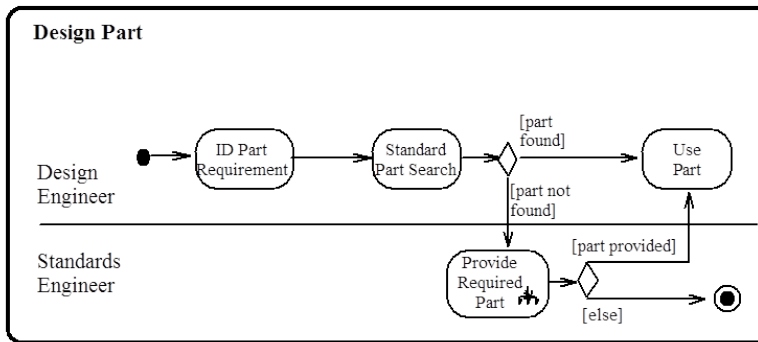 Design Part
ID Part
Requirement
Standard
Part Search
[part
found]
Use
Part
Design
Engineer
[part not
found]
Standards
Engineer
Provide
Required
Part
[part provided]
[else]